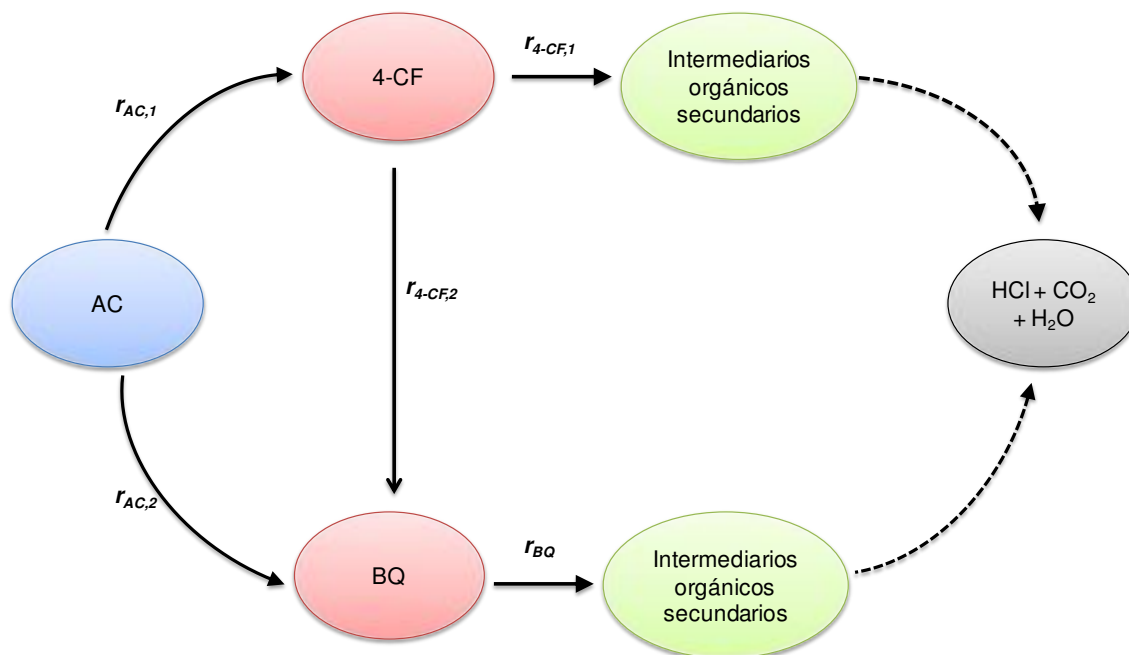 r4-CF,1
4-CF
Intermediarios
orgánicos
secundarios
rAC,1
AC
r4-CF,2
HCl + CO2
+ H2O
rAC,2
rBQ
BQ
Intermediarios
orgánicos
secundarios